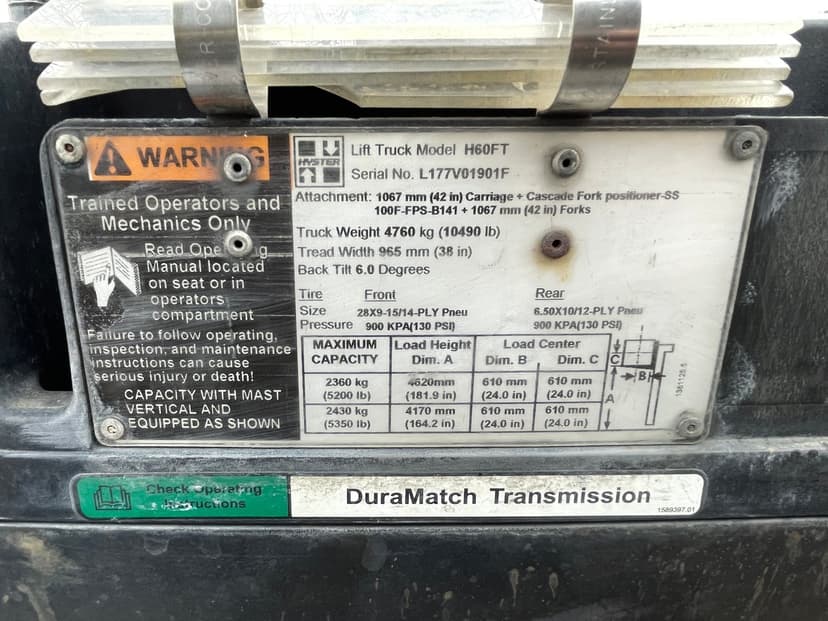 WARNING
Trained Operators and
Mechanics Only
Read Operating
Manual located
on seat or in
operators
compartment
Failure to follow operating,
inspection, and maintenance
instructions can cause
serious injury or death!
CAPACITY WITH MAST
VERTICAL AND
EQUIPPED AS SHOWN
HYSTER
Lift Truck Model H60FT
Serial No. L177V01901F
Attachment: 1067 mm (42 in) Carriage + Cascade Fork positioner-SS
100F-FPS-B141 + 1067 mm (42 in) Forks
Truck Weight 4760 kg (10490 lb)
Tread Width 965 mm (38 in)
Back Tilt 6.0 Degrees
Tire Front Rear
Size 28X9-15/14-PLY Pneu 6.50X10/12-PLY Pneu
Pressure 900 KPA(130 PSI) 900 KPA(130 PSI)
MAXIMUM Load Height Load Center
CAPACITY Dim. A Dim. B Dim. C
2360 kg 4620mm 610 mm 610 mm
(5200 lb) (181.9 in) (24.0 in) (24.0 in)
2430 kg 4170 mm 610 mm 610 mm
(5350 lb) (164.2 in) (24.0 in) (24.0 in)
C
B
A
Check Operating
Instructions
DuraMatch Transmission
1589397.01